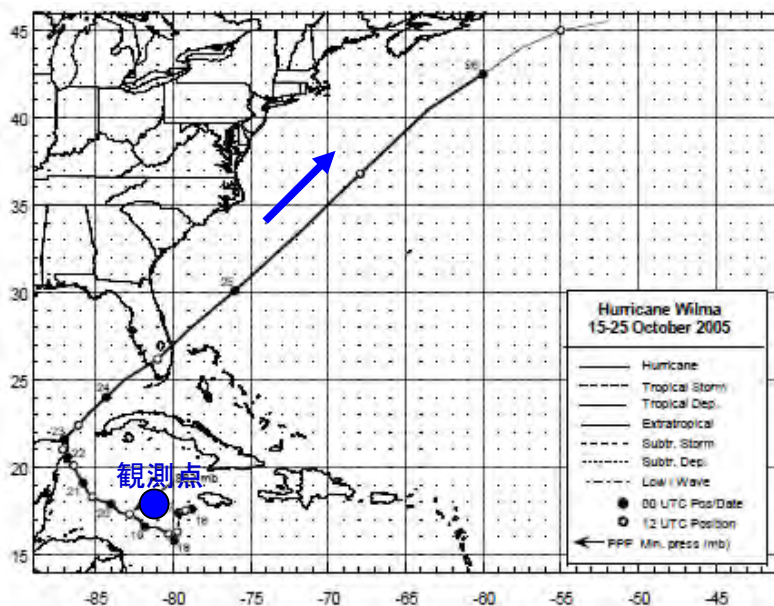 45
40
35
30
25
20
15
-85
-80
-75
-70
-65
-60
-55
-50
-45
26
25
24
23
22
21
20
19
18
16
観測点
mb
Hurricane Wilma
15-25 October 2005
Hurricane
Tropical Storm
Tropical Dep.
Extratropical
Subtr. Storm
Subtr. Dep.
Low / Wave
00 UTC Pos/Date
12 UTC Position
PPP Min. press (mb)